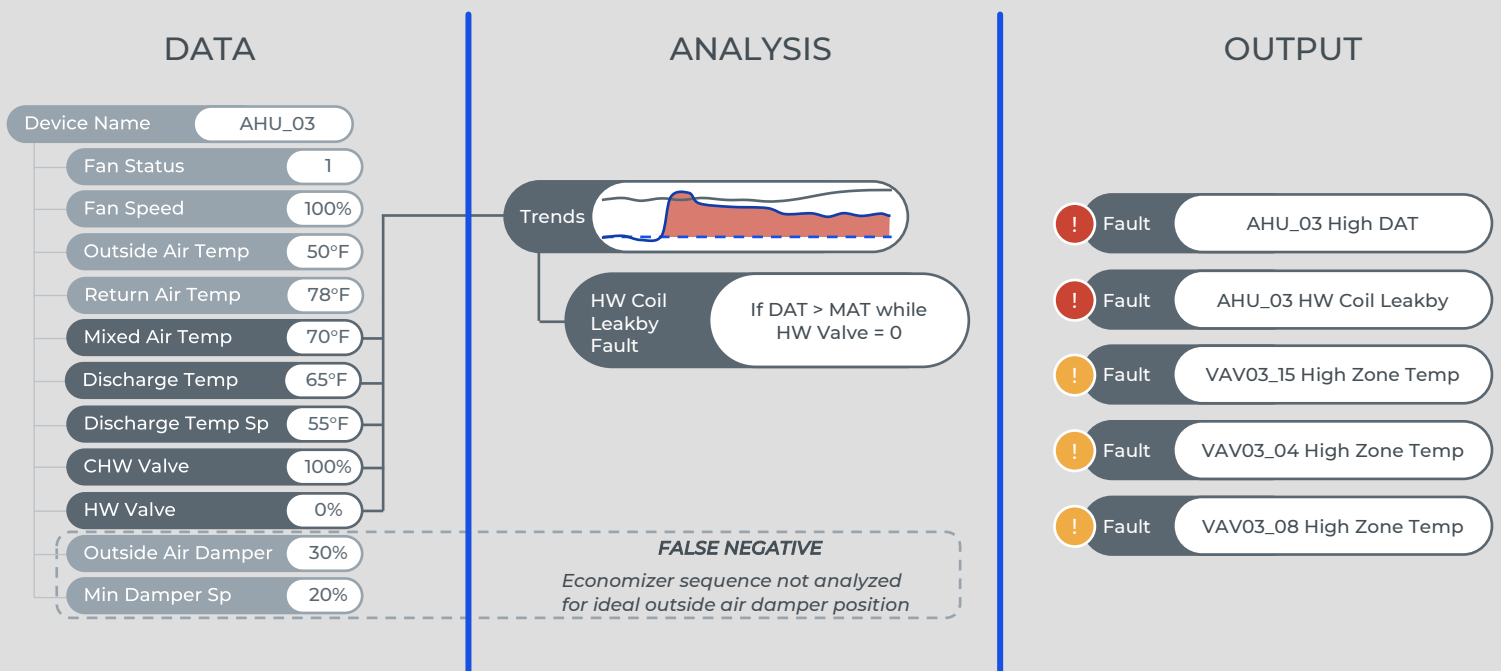 DATA
Device Name AHU_03
Fan Status 1
Fan Speed 100%
Outside Air Temp 50°F
Return Air Temp 78°F
Mixed Air Temp 70°F
Discharge Temp 65°F
Discharge Temp Sp 55°F
CHW Valve 100%
HW Valve 0%
Outside Air Damper 30%
Min Damper Sp 20%
ANALYSIS
Trends
HW Coil
Leakby
Fault
If DAT > MAT while
HW Valve = 0
FALSE NEGATIVE
Economizer sequence not analyzed
for ideal outside air damper position
OUTPUT
! Fault AHU_03 High DAT
! Fault AHU_03 HW Coil Leakby
! Fault VAV03_15 High Zone Temp
! Fault VAV03_04 High Zone Temp
! Fault VAV03_08 High Zone Temp